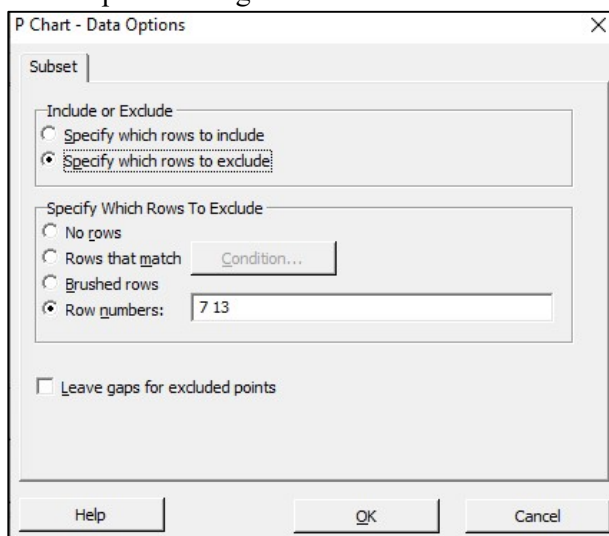 P Chart - Data Options
Subset
Include or Exclude
Specify which rows to include
Specify which rows to exclude
Specify Which Rows To Exclude
No rows
Rows that match Condition...
Brushed rows
Row numbers: 7 13
Leave gaps for excluded points
Help OK Cancel